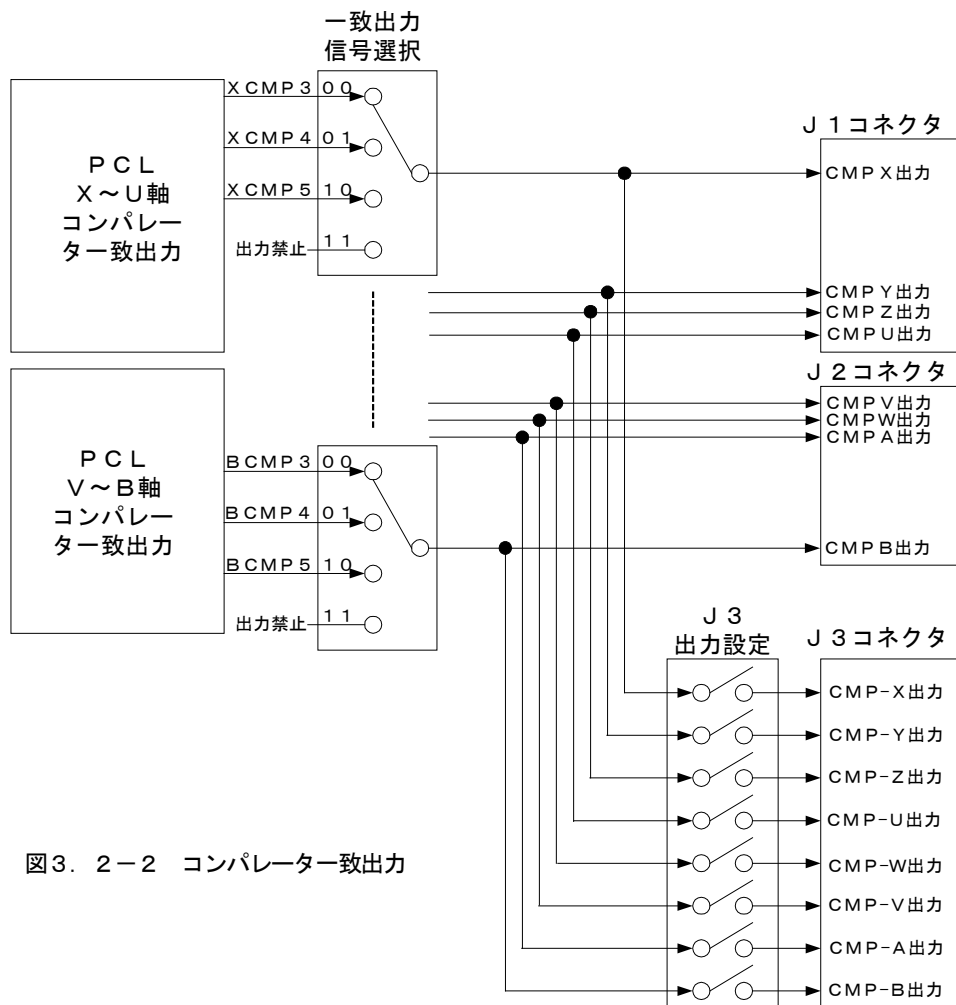 一致出力
信号選択
PCL
X～U軸
コンパレー
ター致出力
XCMP3 00
XCMP4 01
XCMP5 10
出力禁止 11
J1コネクタ
CMPX出力
CMPY出力
CMPZ出力
CMPU出力
J2コネクタ
CMPV出力
CMPW出力
CMPA出力
CMPB出力
PCL
V～B軸
コンパレー
ター致出力
BCMP3 00
BCMP4 01
BCMP5 10
出力禁止 11
J3
出力設定
J3コネクタ
CMP-X出力
CMP-Y出力
CMP-Z出力
CMP-U出力
CMP-W出力
CMP-V出力
CMP-A出力
CMP-B出力
図3．2－2 コンパレーター致出力